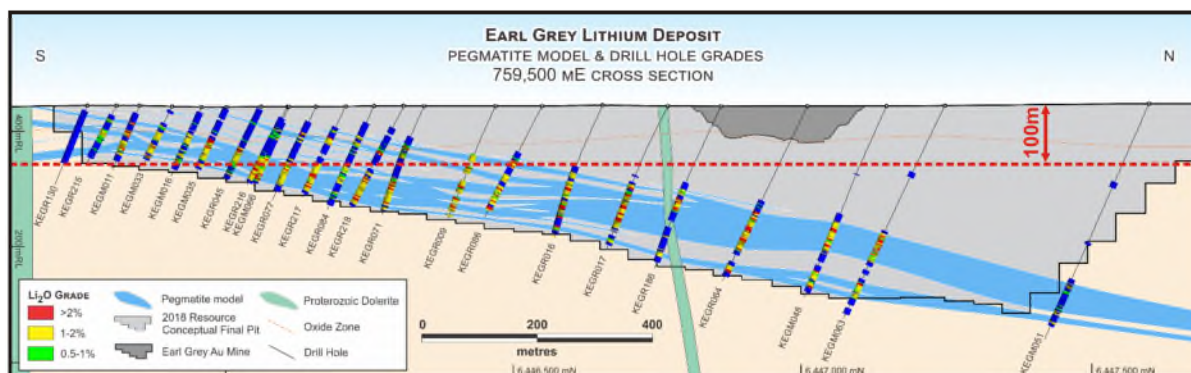 EARL GREY LITHIUM DEPOSIT
PEGMATITE MODEL & DRILL HOLE GRADES
759,500 mE CROSS SECTION
S
N
400mRL
100m
KEGR130
KEGR215
KEGM011
KEGM033
KEGM016
KEGM035
KEGR045
KEGR216
KEGM066
KEGR077
KEGR217
KEGR084
KEGR218
KEGR071
KEGR009
KEGR086
KEGR016
KEGR017
KEGR186
KEGR064
KEGM048
KEGM063
KEGM051
200mRL
Li2O GRADE
>2%
1-2%
0.5-1%
Pegmatite model
2018 Resource
Conceptual Final Pit
Earl Grey Au Mine
Proterozoic Dolerite
Oxide Zone
Drill Hole
0 200 400
metres
6,446,500 mN
6,447,000 mN
6,447,500 mN